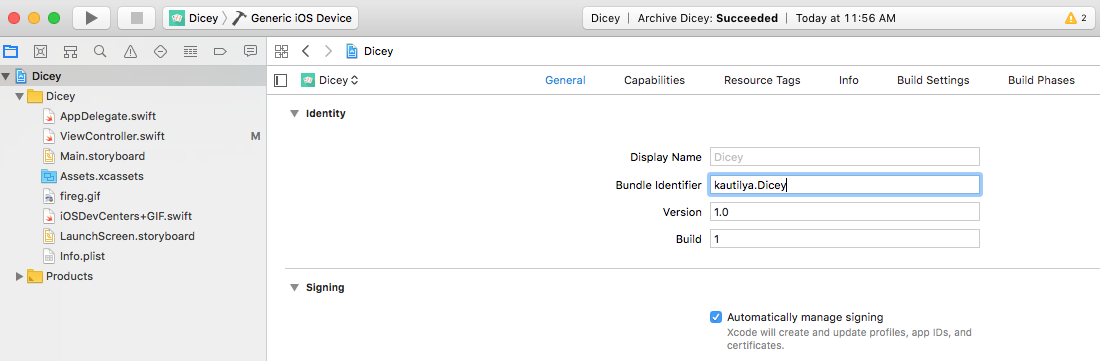 Dicey Generic iOS Device Dicey | Archive Dicey: Succeeded | Today at 11:56 AM 2
Dicey
Dicey General Capabilities Resource Tags Info Build Settings Build Phases
Dicey
Dicey
AppDelegate.swift
ViewController.swift M
Main.storyboard
Assets.xcassets
fireg.gif
iOSDevCenters+GIF.swift
LaunchScreen.storyboard
Info.plist
Products
Identity
Display Name Dicey
Bundle Identifier kautilya.Dicey
Version 1.0
Build 1
Signing
Automatically manage signing
Xcode will create and update profiles, app IDs, and
certificates.